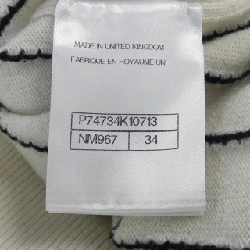 MADE IN UNITED KINGDOM
FABRIQUE EN ROYAUME-UNI
P74734K10713
NM967 34